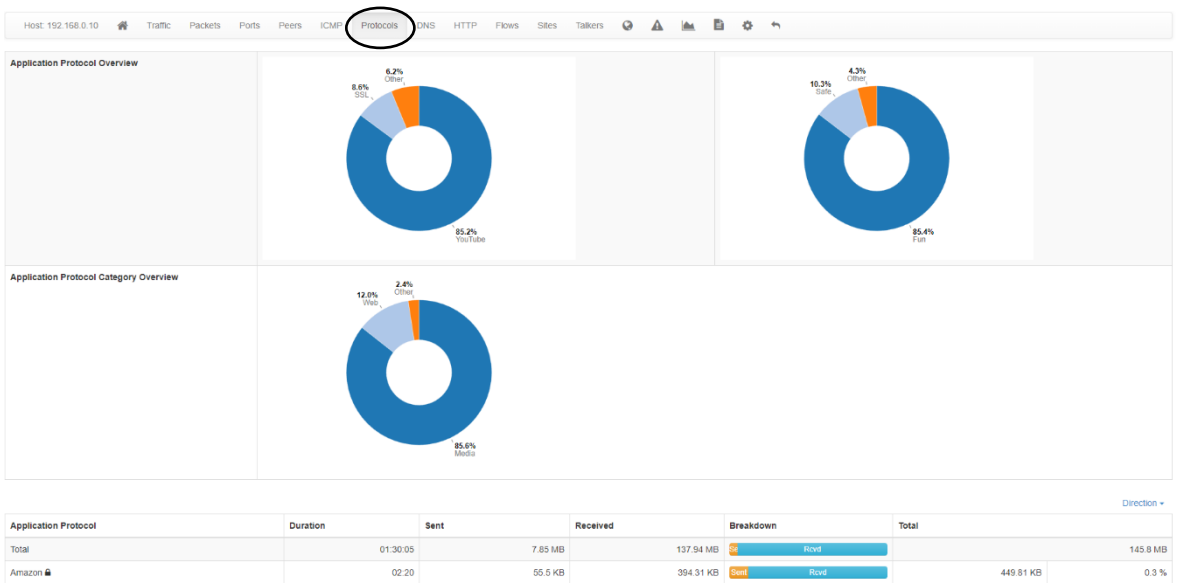 Host: 192.168.0.10 Traffic Packets Ports Peers ICMP Protocols DNS HTTP Flows Sites Talkers
Application Protocol Overview
6.2%
Other
8.6%
SSL
85.2%
YouTube
4.3%
Other
10.3%
Safe
85.4%
Fun
Application Protocol Category Overview
2.4%
Other
12.0%
Web
85.6%
Media
Direction
Application Protocol Duration Sent Received Breakdown Total
Total 01:30:05 7.85 MB 137.94 MB Se Rcvd 145.8 MB
Amazon 02:20 55.5 KB 394.31 KB Sent Rcvd 449.81 KB 0.3 %